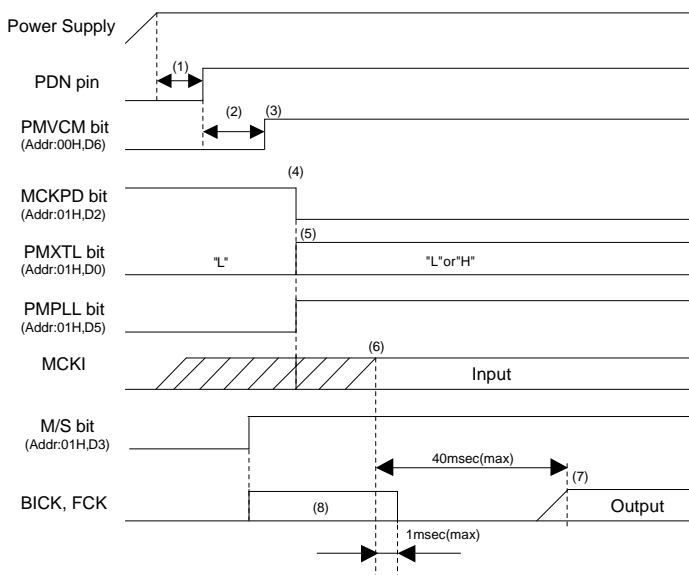 Power Supply
(1)
PDN pin
(2)
(3)
PMVCM bit
(Addr:00H,D6)
(4)
MCKPD bit
(Addr:01H,D2)
(5)
PMXTL bit
(Addr:01H,D0)
"L"
"L"or"H"
PMPLL bit
(Addr:01H,D5)
(6)
MCKI
Input
M/S bit
(Addr:01H,D3)
40msec(max)
(7)
BICK, FCK
(8)
Output
1msec(max)